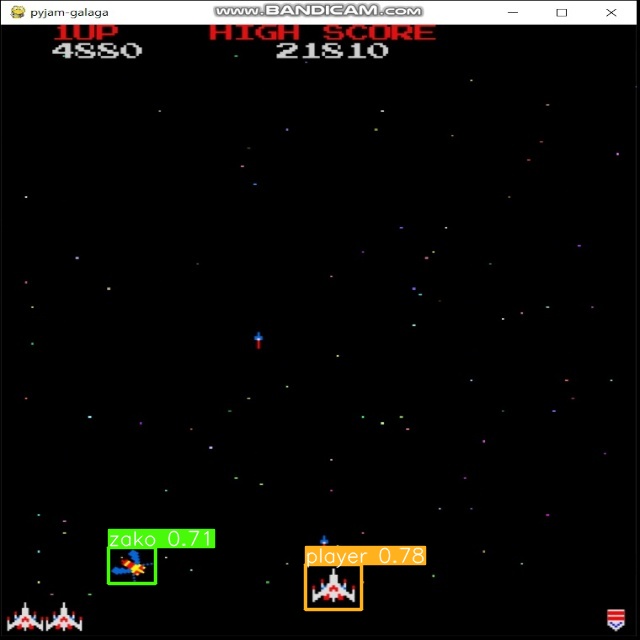 pyjam-galaga
www.BANDICAM.com
1UP HIGH SCORE
4880 21810
zako 0.71
player 0.78